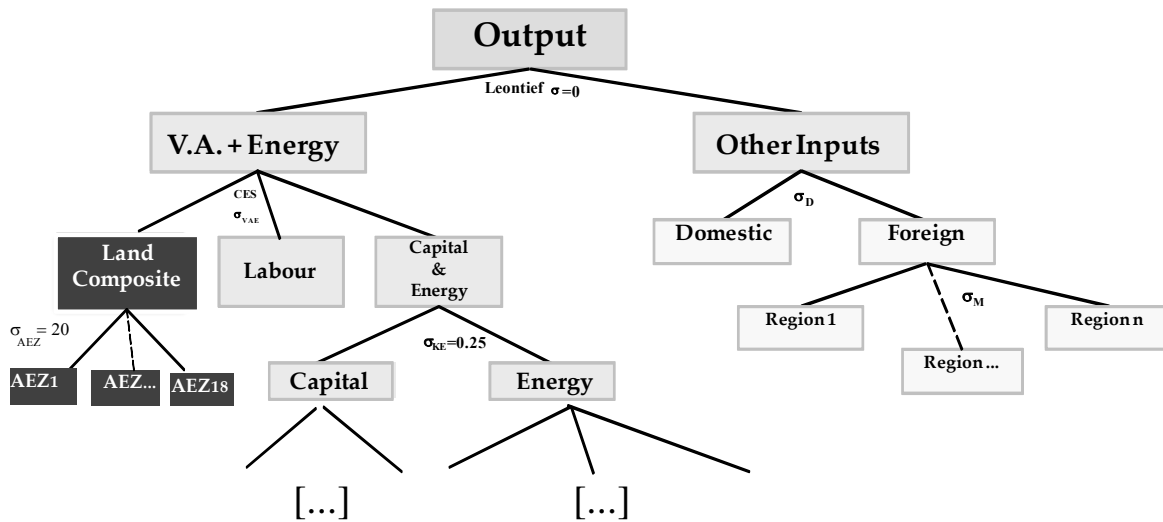 Output
Leontief σ=0
V.A. + Energy
Other Inputs
CES
σVAE
σD
Land
Composite
Labour
Capital
&
Energy
Domestic
Foreign
σAEZ = 20
σKE=0.25
σM
Region 1
Region n
Region ...
AEZ1
AEZ...
AEZ18
Capital
Energy
[...]
[...]